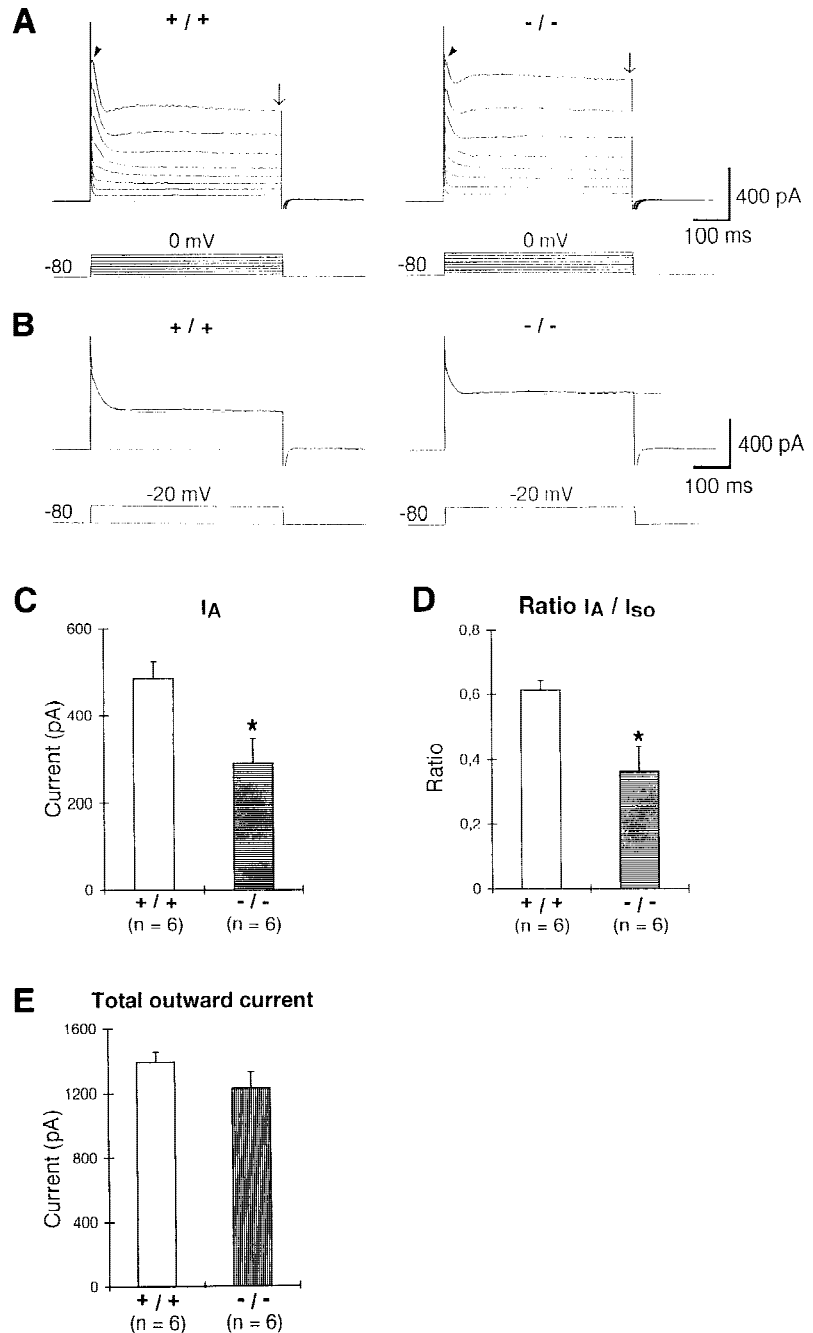 A
+ / +
- / -
400 pA
100 ms
0 mV
-80
0 mV
-80
B
+ / +
- / -
400 pA
100 ms
-20 mV
-80
-20 mV
-80
C
IA
600
400
200
0
Current (pA)
*
+ / +
- / -
(n = 6)
(n = 6)
D
Ratio IA / Iso
0,8
0,6
0,4
0,2
0
Ratio
*
+ / +
- / -
(n = 6)
(n = 6)
E
Total outward current
1600
1200
800
400
0
Current (pA)
+ / +
- / -
(n = 6)
(n = 6)